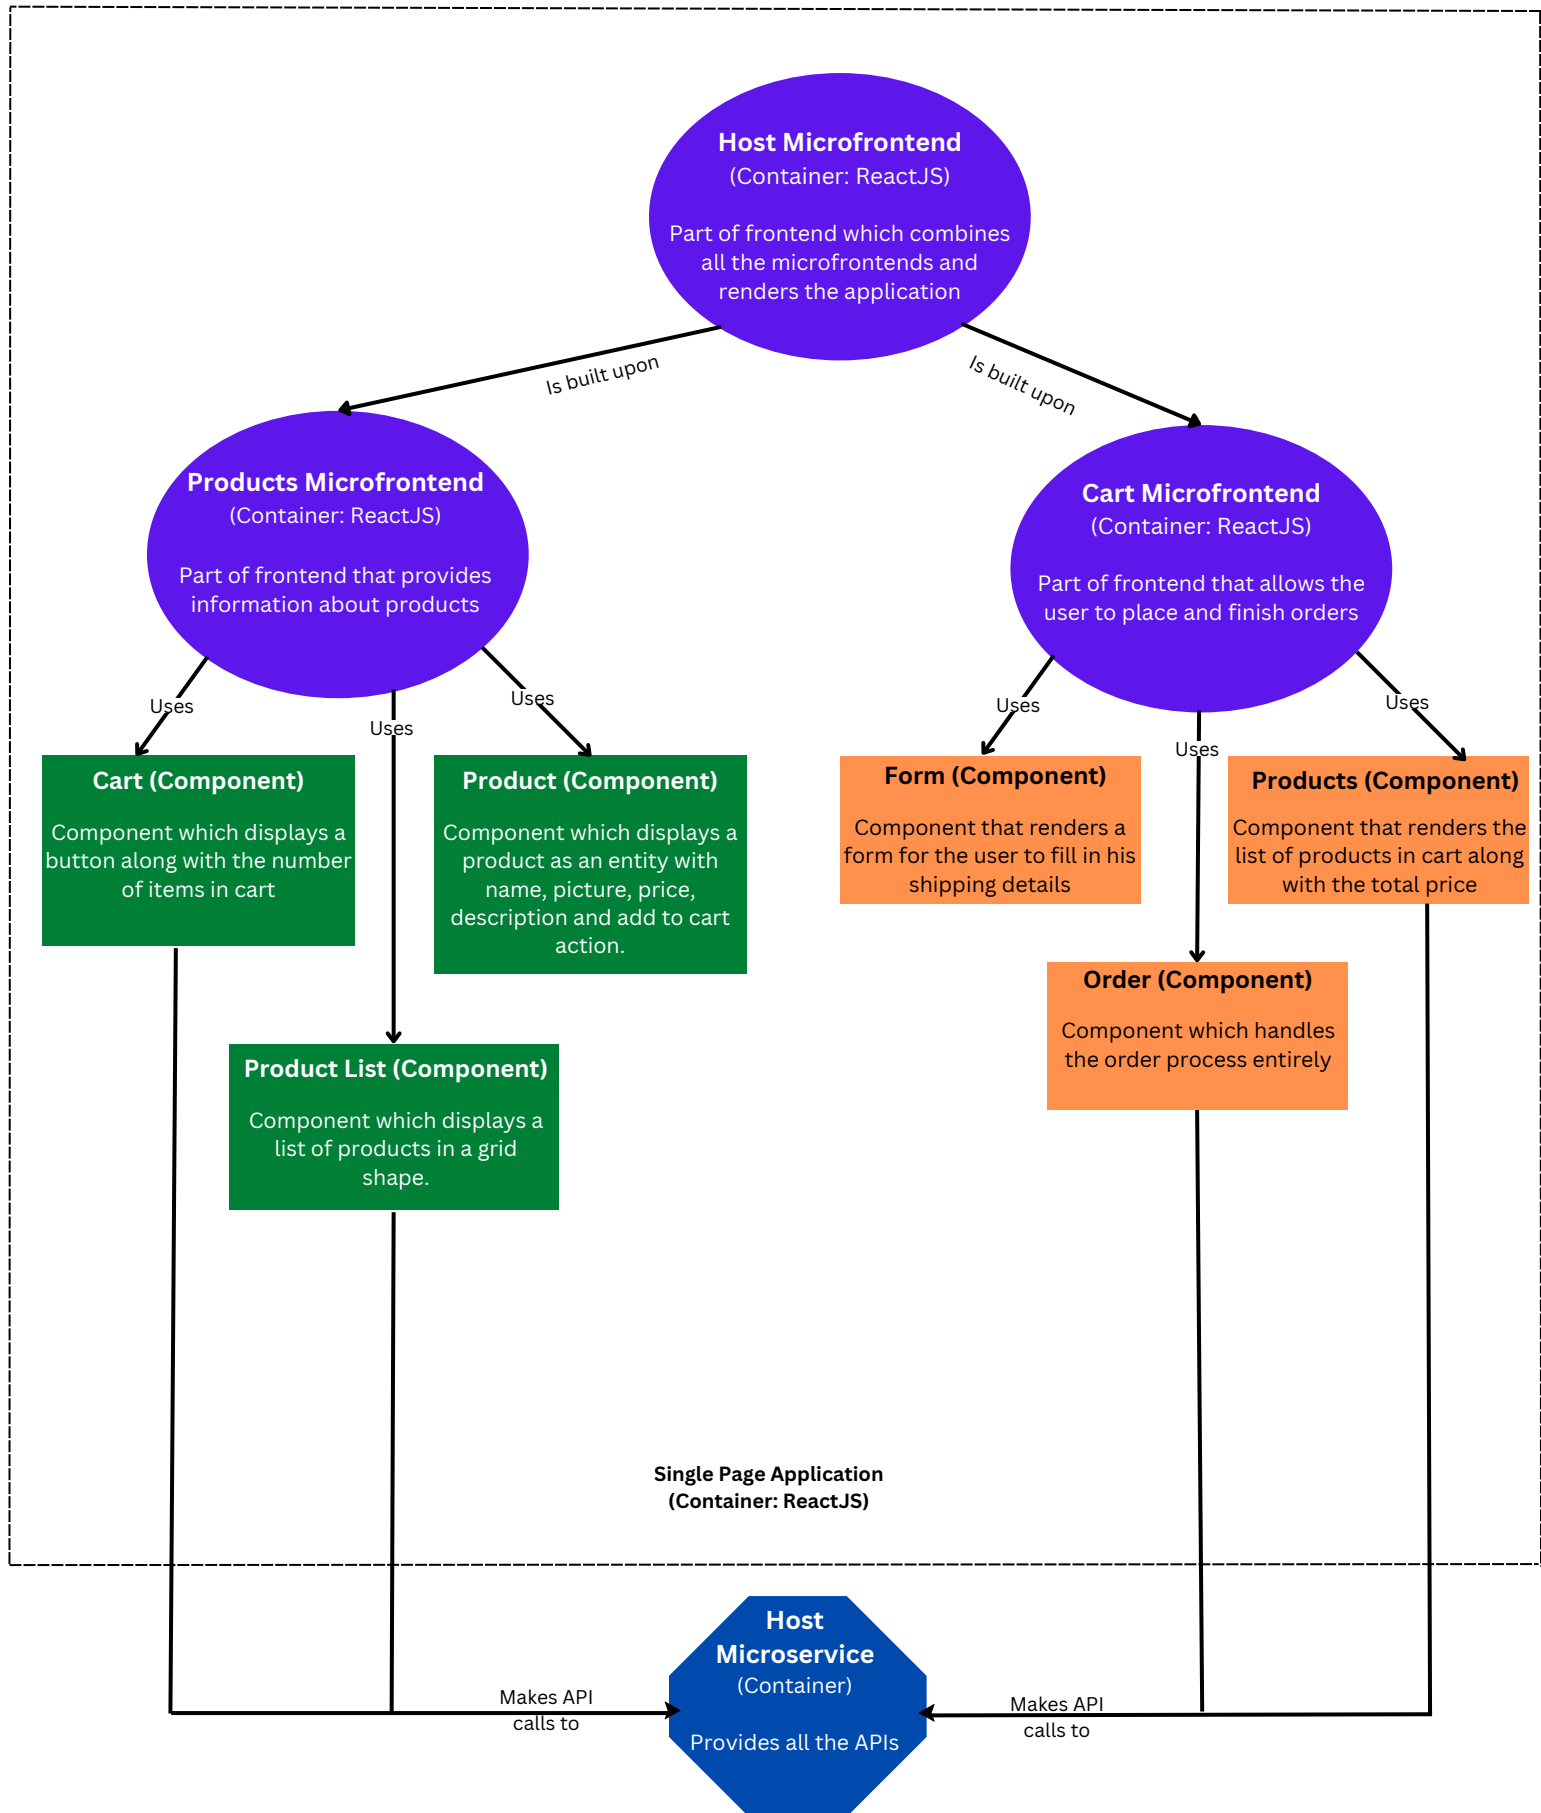 Host Microfrontend
(Container: ReactJS)
Part of frontend which combines
all the microfrontends and
renders the application
Is built upon
Is built upon
Products Microfrontend
(Container: ReactJS)
Part of frontend that provides
information about products
Cart Microfrontend
(Container: ReactJS)
Part of frontend that allows the
user to place and finish orders
Uses
Uses
Uses
Uses
Uses
Uses
Cart (Component)
Component which displays a
button along with the number
of items in cart
Product (Component)
Component which displays a
product as an entity with
name, picture, price,
description and add to cart
action.
Form (Component)
Component that renders a
form for the user to fill in his
shipping details
Products (Component)
Component that renders the
list of products in cart along
with the total price
Order (Component)
Component which handles
the order process entirely
Product List (Component)
Component which displays a
list of products in a grid
shape.
Single Page Application
(Container: ReactJS)
Host
Microservice
(Container)
Provides all the APIs
Makes API
calls to
Makes API
calls to